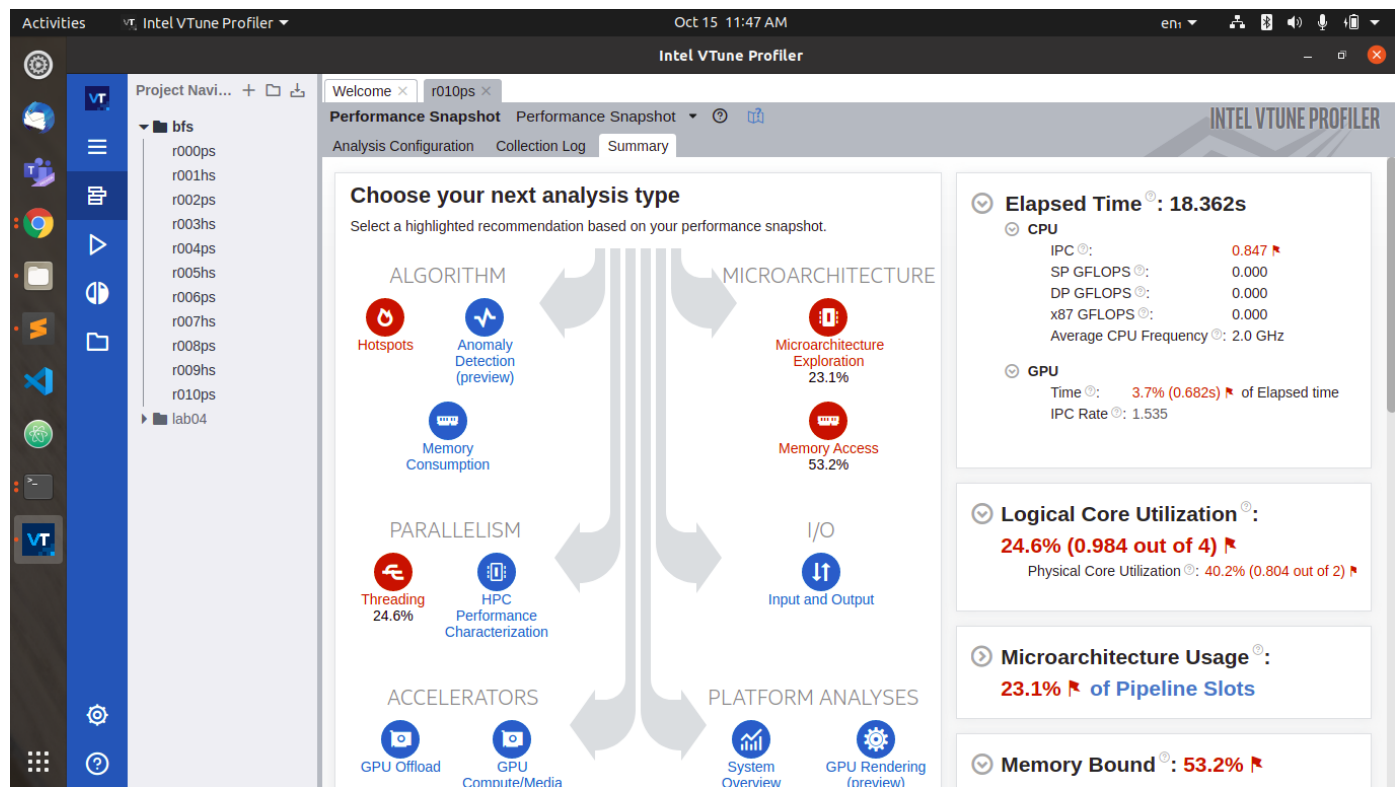 Activities
Intel VTune Profiler
Oct 15 11:47 AM
en₁
Intel VTune Profiler
VT
Project Navi...
Welcome
r010ps
Performance Snapshot
Performance Snapshot
INTEL VTUNE PROFILER
Analysis Configuration
Collection Log
Summary
bfs
r000ps
r001hs
r002ps
r003hs
r004ps
r005hs
r006ps
r007hs
r008ps
r009hs
r010ps
lab04
VT
Choose your next analysis type
Select a highlighted recommendation based on your performance snapshot.
ALGORITHM
Hotspots
Anomaly
Detection
(preview)
Memory
Consumption
MICROARCHITECTURE
Microarchitecture
Exploration
23.1%
Memory Access
53.2%
PARALLELISM
Threading
24.6%
HPC
Performance
Characterization
I/O
Input and Output
ACCELERATORS
GPU Offload
GPU
Compute/Media
PLATFORM ANALYSES
System
Overview
GPU Rendering
(preview)
Elapsed Time: 18.362s
CPU
IPC: 0.847
SP GFLOPS: 0.000
DP GFLOPS: 0.000
x87 GFLOPS: 0.000
Average CPU Frequency: 2.0 GHz
GPU
Time: 3.7% (0.682s) of Elapsed time
IPC Rate: 1.535
Logical Core Utilization:
24.6% (0.984 out of 4)
Physical Core Utilization: 40.2% (0.804 out of 2)
Microarchitecture Usage:
23.1% of Pipeline Slots
Memory Bound: 53.2%